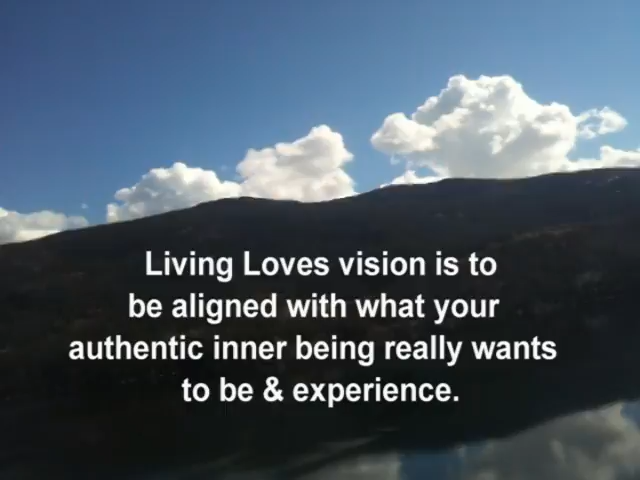 Living Loves vision is to
be aligned with what your
authentic inner being really wants
to be & experience.